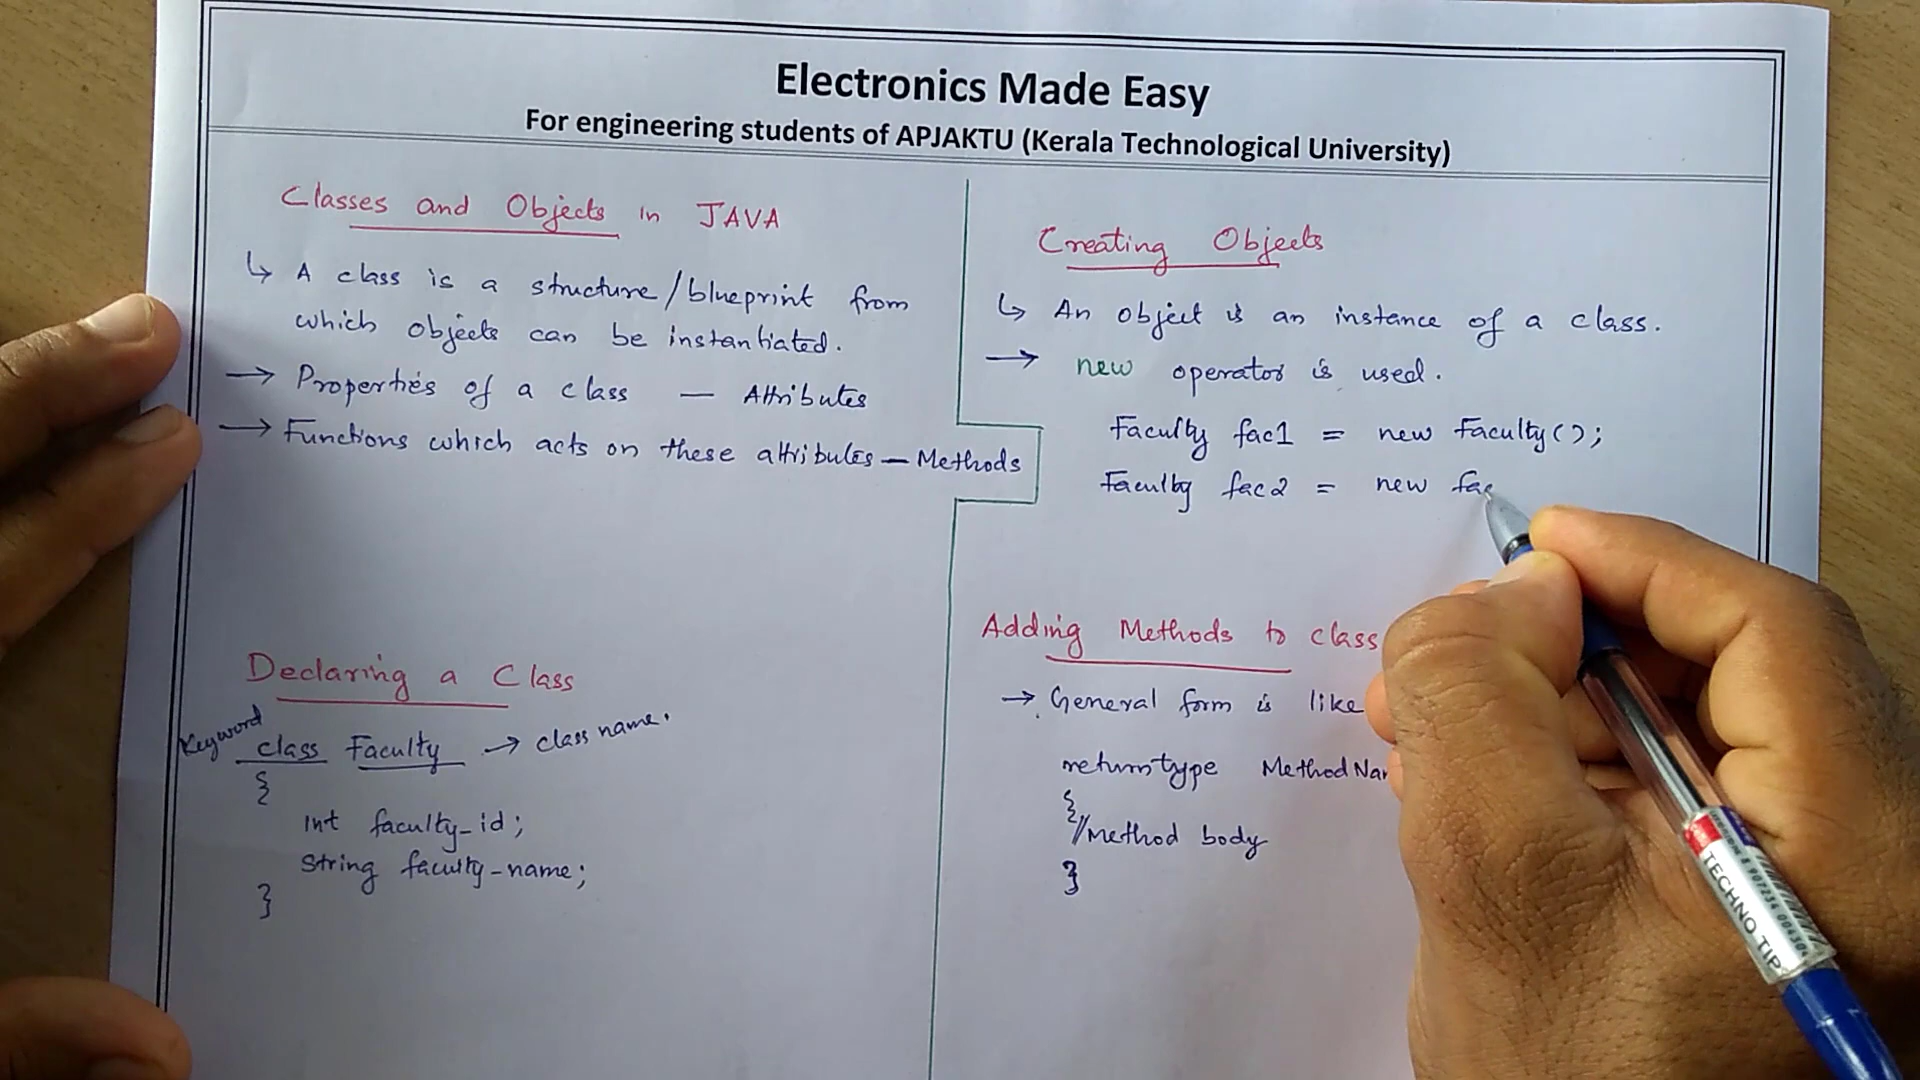 Electronics Made Easy
For engineering students of APJAKTU (Kerala Technological University)
Classes and Objects in JAVA
↳ A class is a structure/blueprint from
which objects can be instantiated.
→ Properties of a class — Attributes
→ Functions which acts on these attributes — Methods
Declaring a Class
Keyword class Faculty → class name.
{
int faculty_id;
String faculty_name;
}
Creating Objects
↳ An object is an instance of a class.
→ new operator is used.
Faculty fac1 = new Faculty();
Faculty fac2 = new fac
Adding Methods to class
→ General form is like
returntype MethodNam
{
//Method body
}
TECHNO TIP